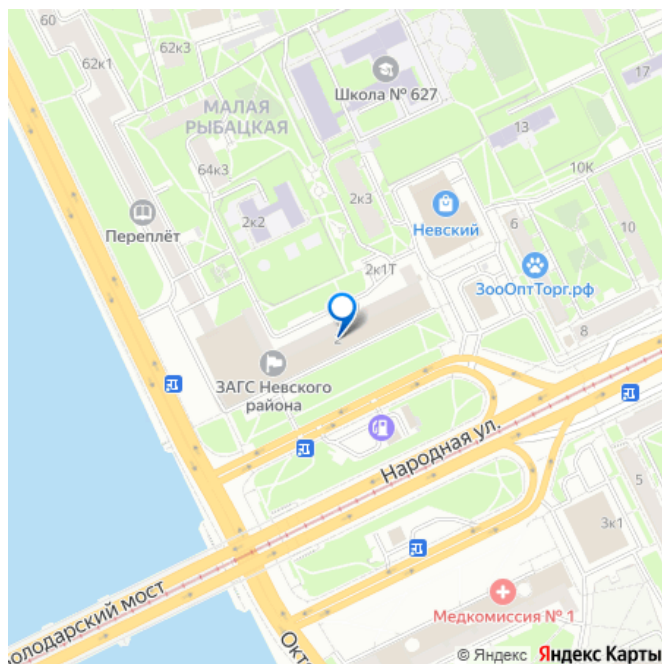 60
62к3
62к1
Школа № 627
17
МАЛАЯ
РЫБАЦКАЯ
13
10К
64к3
2к3
2к2
Переплёт
Невский
6
10
2к1Т
ЗооОптТорг.рф
8
2
ЗАГС Невского
района
Народная ул.
5
3к1
олодарский мост
Медкомиссия № 1
Окт
© Яндекс Яндекс Карты